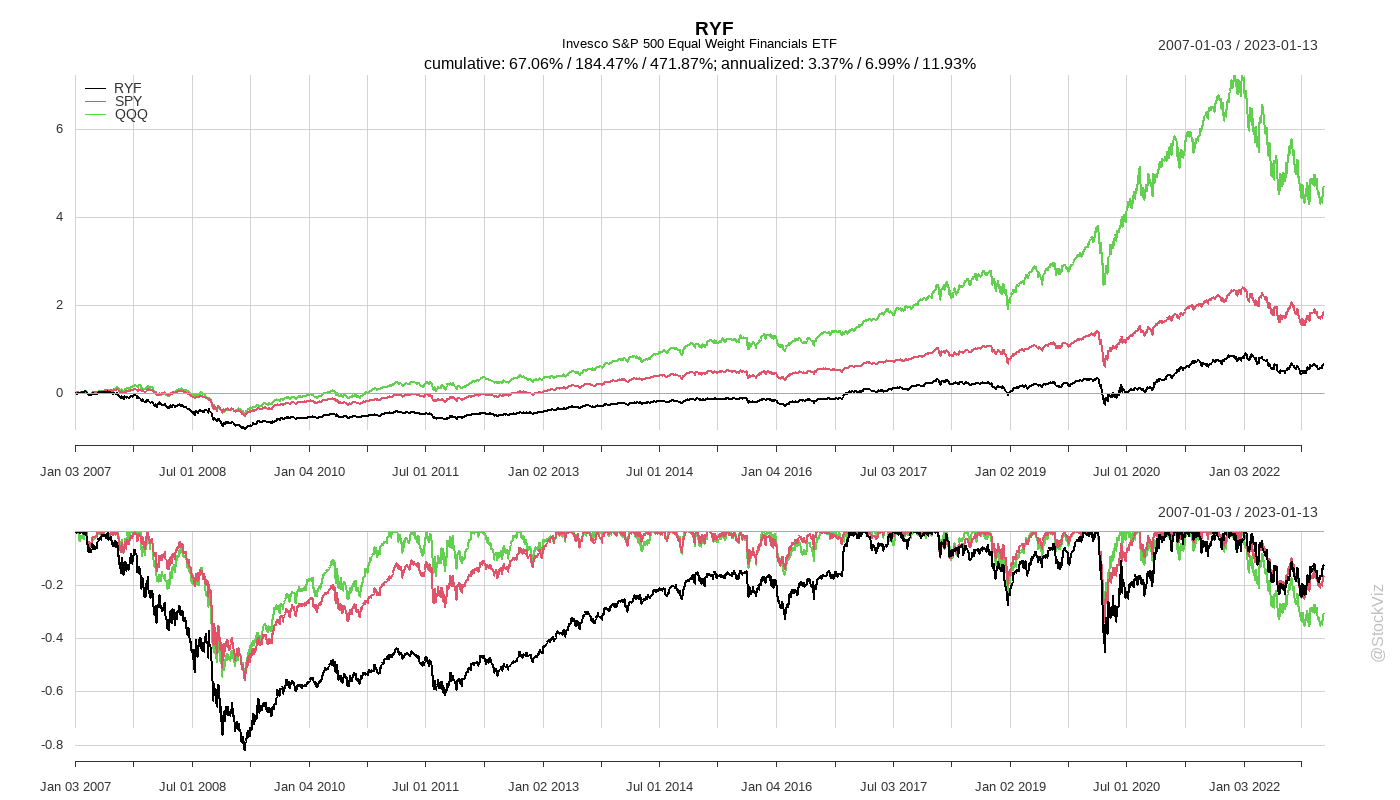 RYF
Invesco S&P 500 Equal Weight Financials ETF
2007-01-03 / 2023-01-13
cumulative: 67.06% / 184.47% / 471.87%; annualized: 3.37% / 6.99% / 11.93%
RYF
SPY
QQQ
6
4
2
0
Jan 03 2007 Jul 01 2008 Jan 04 2010 Jul 01 2011 Jan 02 2013 Jul 01 2014 Jan 04 2016 Jul 03 2017 Jan 02 2019 Jul 01 2020 Jan 03 2022
2007-01-03 / 2023-01-13
-0.2
-0.4
-0.6
-0.8
Jan 03 2007 Jul 01 2008 Jan 04 2010 Jul 01 2011 Jan 02 2013 Jul 01 2014 Jan 04 2016 Jul 03 2017 Jan 02 2019 Jul 01 2020 Jan 03 2022
@StockViz